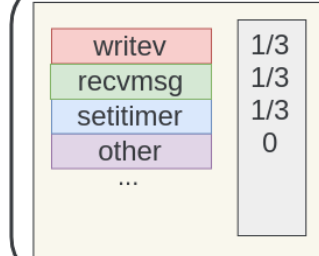 writev
recvmsg
setitimer
other
...
1/3
1/3
1/3
0